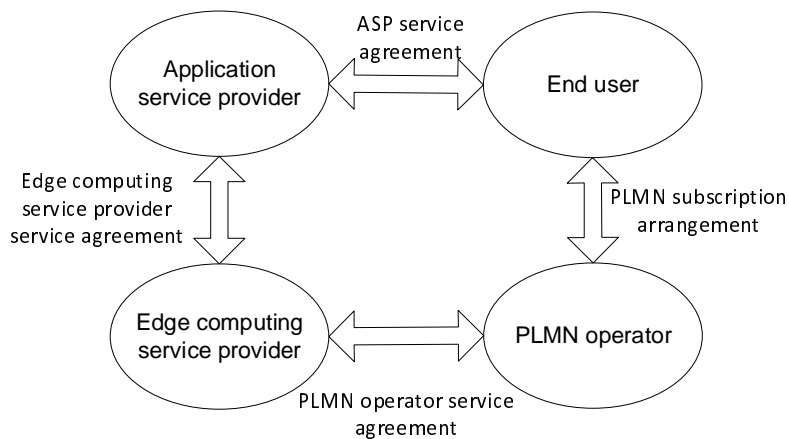 ASP service
agreement
Application
service provider
End user
Edge computing
service provider
service agreement
PLMN subscription
arrangement
Edge computing
service provider
PLMN operator
PLMN operator service
agreement